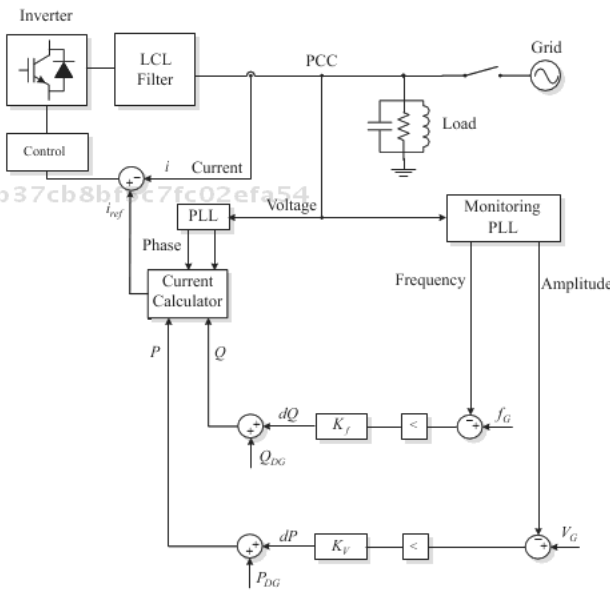 Inverter
LCL
Filter
PCC
Grid
Load
Control
i
Current
i_ref
Voltage
PLL
Monitoring
PLL
Phase
Frequency
Amplitude
Current
Calculator
P
Q
dQ
K_f
<
f_G
Q_DG
dP
K_V
<
V_G
P_DG